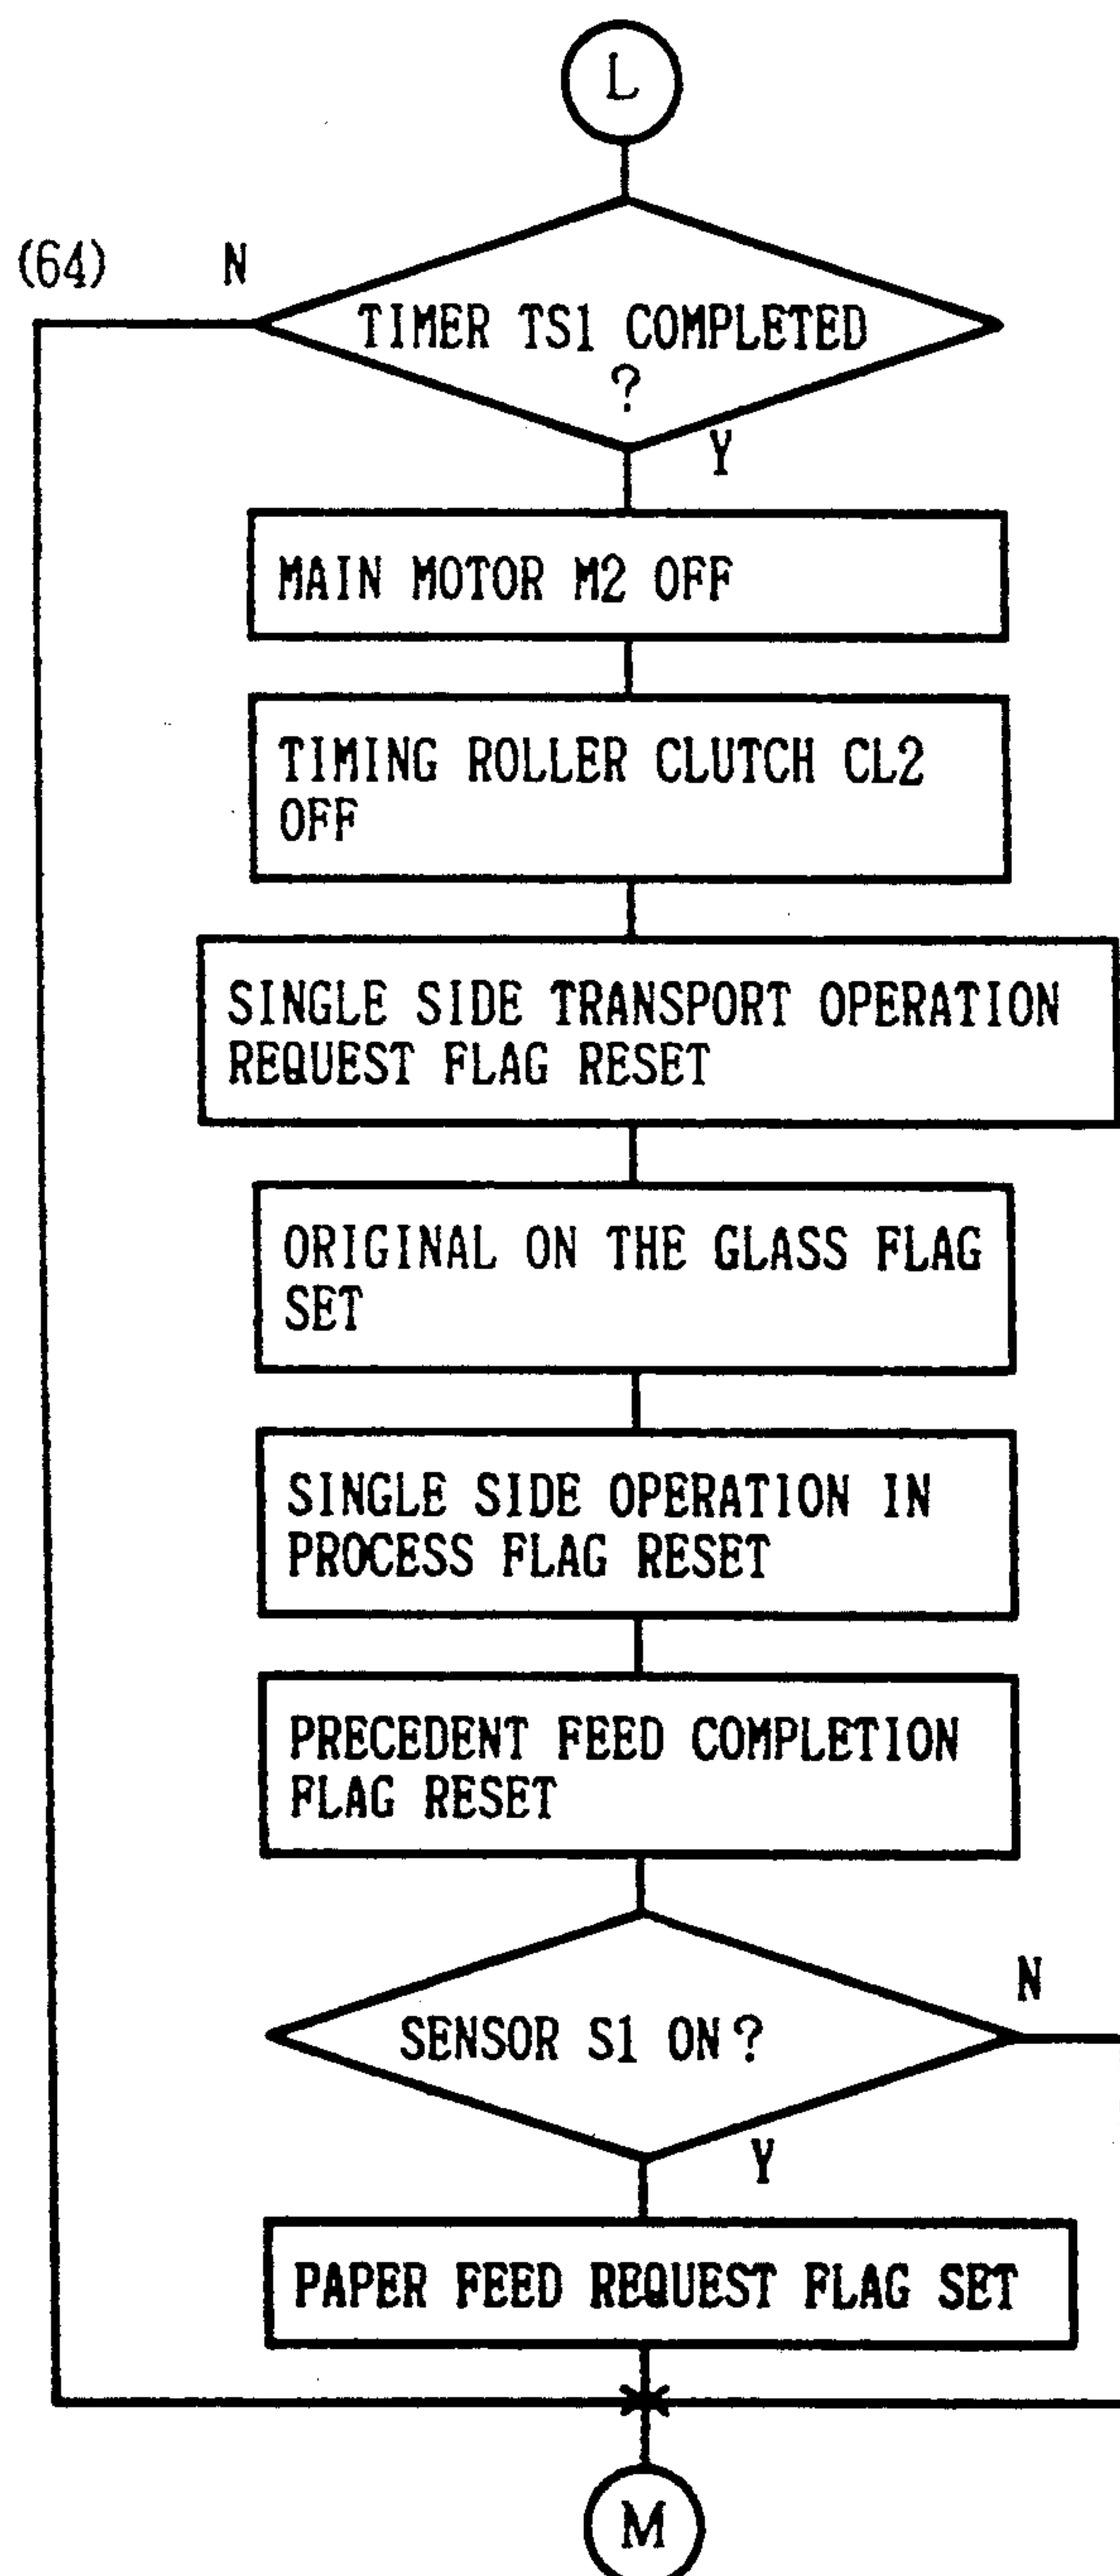 L
(64) N
TIMER TS1 COMPLETED
?
Y
MAIN MOTOR M2 OFF
TIMING ROLLER CLUTCH CL2
OFF
SINGLE SIDE TRANSPORT OPERATION
REQUEST FLAG RESET
ORIGINAL ON THE GLASS FLAG
SET
SINGLE SIDE OPERATION IN
PROCESS FLAG RESET
PRECEDENT FEED COMPLETION
FLAG RESET
N
SENSOR S1 ON?
Y
PAPER FEED REQUEST FLAG SET
M